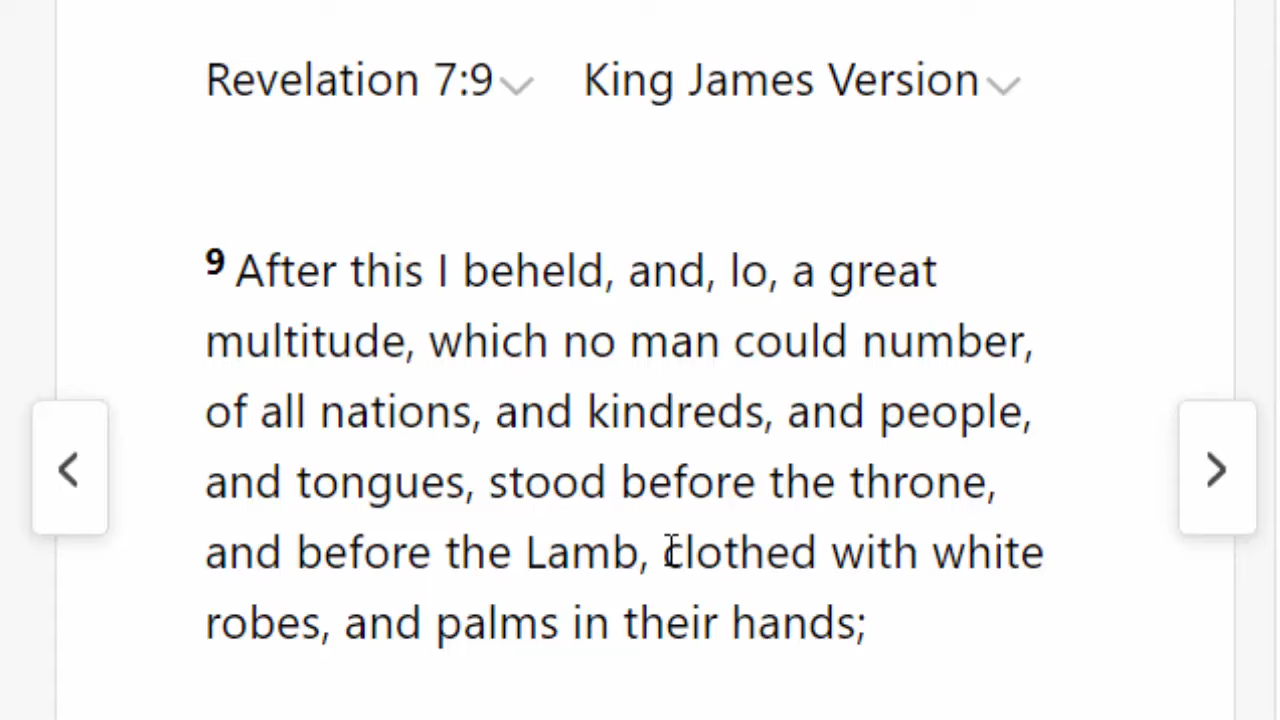 Revelation 7:9 King James Version
9 After this I beheld, and, lo, a great
multitude, which no man could number,
of all nations, and kindreds, and people,
and tongues, stood before the throne,
and before the Lamb, clothed with white
robes, and palms in their hands;